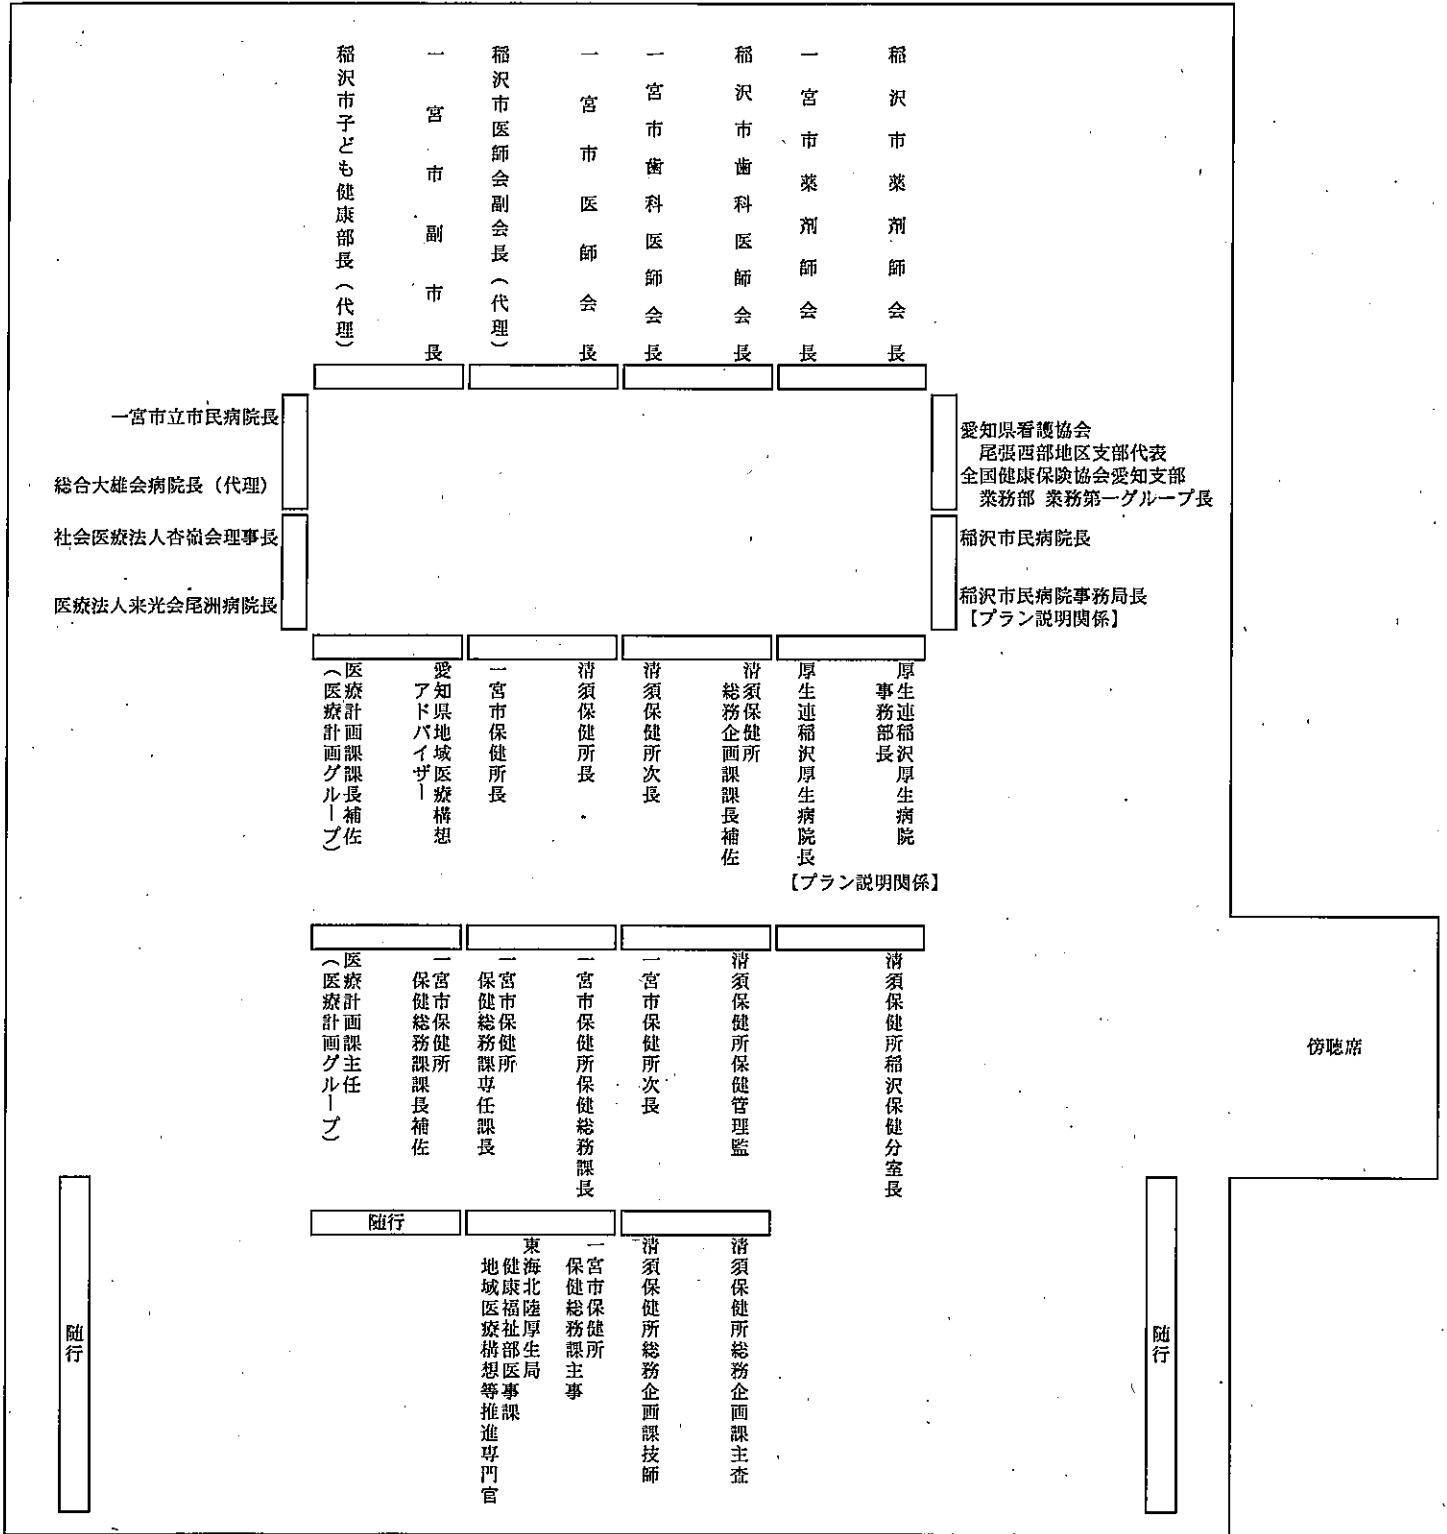 稲沢市薬剤師会長
一宮市薬剤師会長
稲沢市歯科医師会長
一宮市歯科医師会長
一宮市医師会長
稲沢市医師会副会長（代理）
一宮市副市長
稲沢市子ども健康部長（代理）
一宮市立市民病院長
総合大雄会病院長（代理）
社会医療法人杏嶺会理事長
医療法人来光会尾洲病院長
愛知県看護協会
尾張西部地区支部代表
全国健康保険協会愛知支部
業務部 業務第一グループ長
稲沢市民病院長
稲沢市民病院事務局長
【プラン説明関係】
厚生連稲沢厚生病院
事務部長
厚生連稲沢厚生病院長
【プラン説明関係】
清須保健所
総務企画課課長補佐
清須保健所次長
清須保健所長
一宮市保健所長
愛知県地域医療構想
アドバイザー
医療計画課課長補佐
（医療計画グループ）
清須保健所稲沢保健分室長
清須保健所保健管理監
一宮市保健所次長
一宮市保健所保健総務課長
一宮市保健所
保健総務課専任課長
一宮市保健所
保健総務課課長補佐
医療計画課主任
（医療計画グループ）
傍聴席
随行
清須保健所総務企画課主査
清須保健所総務企画課技師
一宮市保健所
保健総務課主事
東海北陸厚生局
健康福祉部医事課
地域医療構想等推進専門官
随行
随行